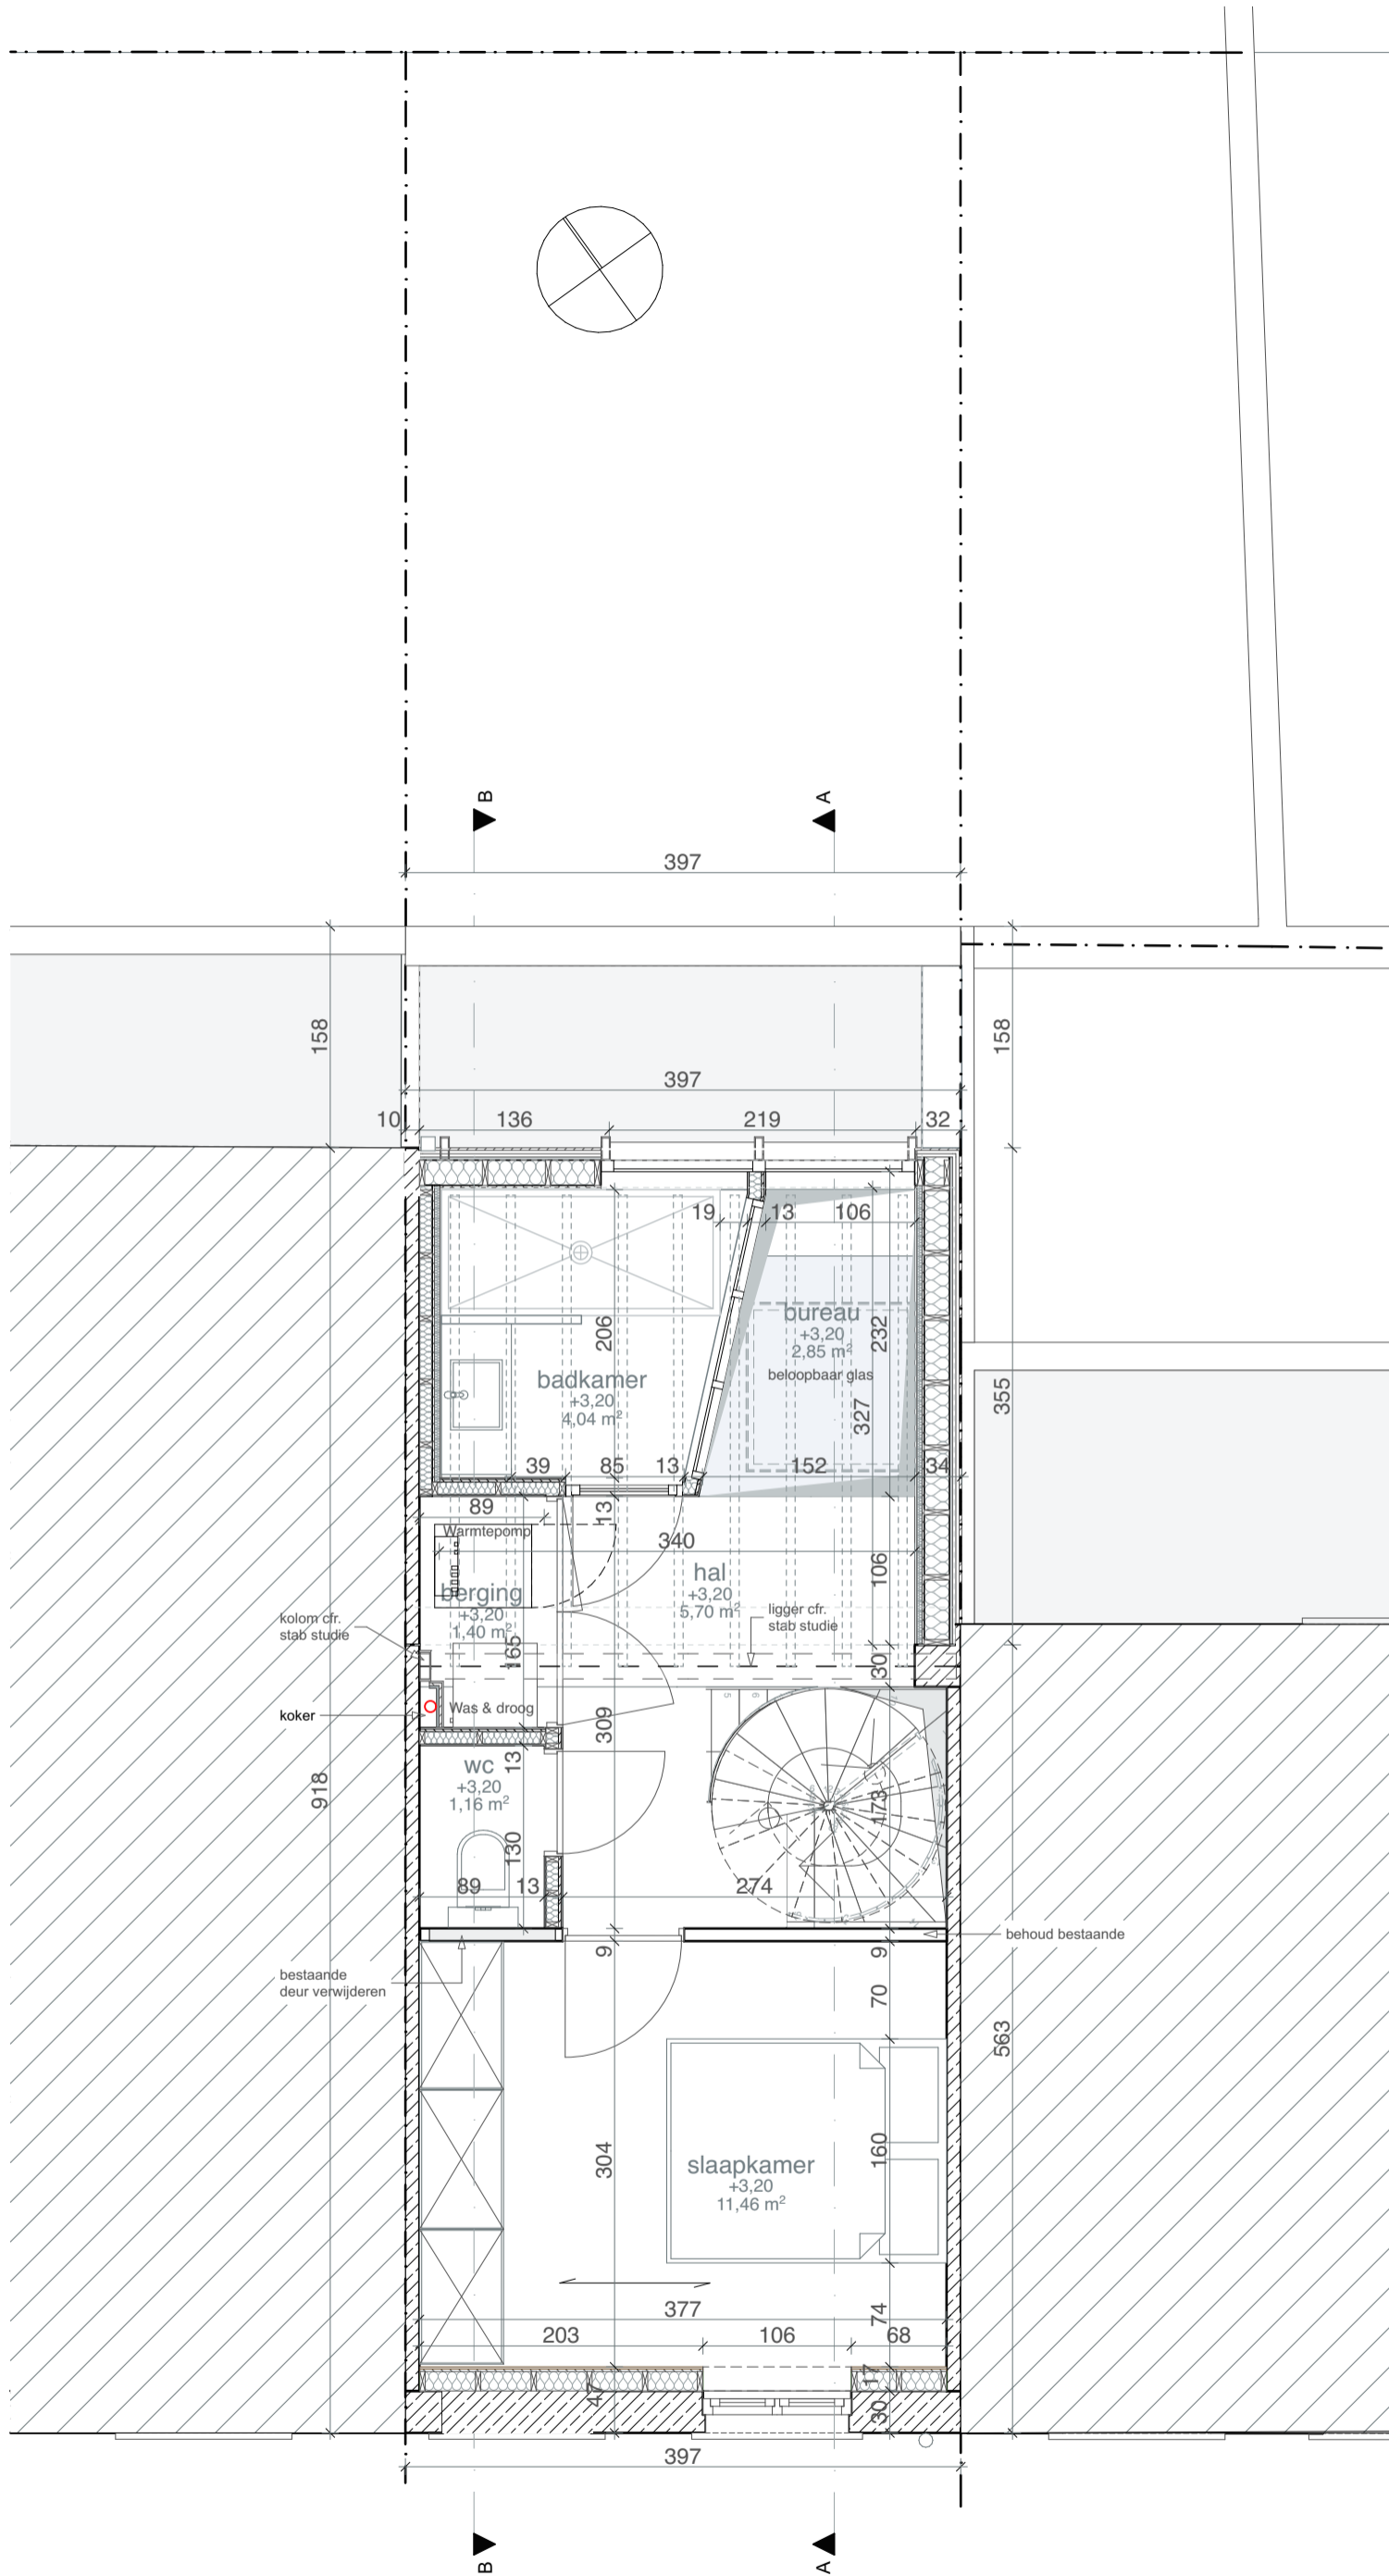 B
A
397
158
158
397
10
136
219
32
19
13
106
bureau
+3,20
2,85 m²
beloopbaar glas
206
232
badkamer
+3,20
4,04 m²
327
355
39
85
13
152
34
89
13
Warmtepomp
340
hal
+3,20
5,70 m²
106
berging
+3,20
1,40 m²
165
kolom cfr.
stab studie
ligger cfr.
stab studie
30
koker
Was & droog
309
wc
+3,20
1,16 m²
13
918
173
130
89
13
274
behoud bestaande
9
9
bestaande
deur verwijderen
70
563
304
160
slaapkamer
+3,20
11,46 m²
74
377
203
106
68
17
47
30
397
B
A